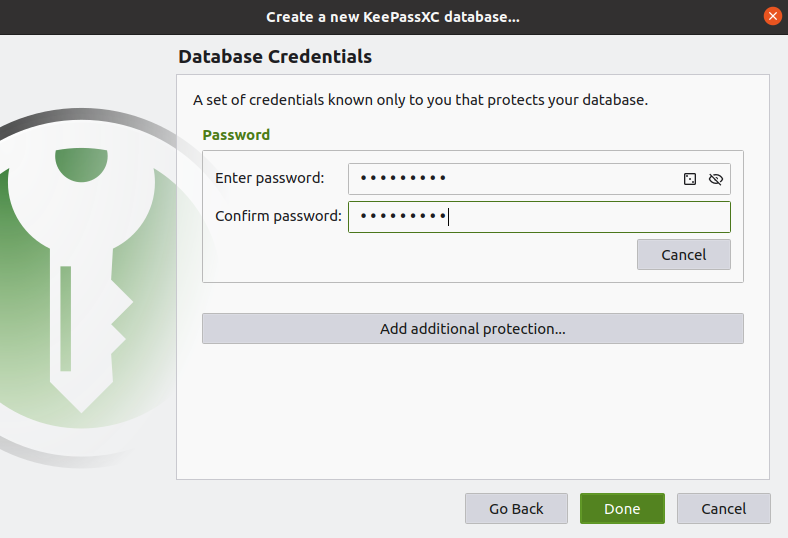 Create a new KeePassXC database...
Database Credentials
A set of credentials known only to you that protects your database.
Password
Enter password: •••••••••
Confirm password: •••••••••
Cancel
Add additional protection...
Go Back Done Cancel